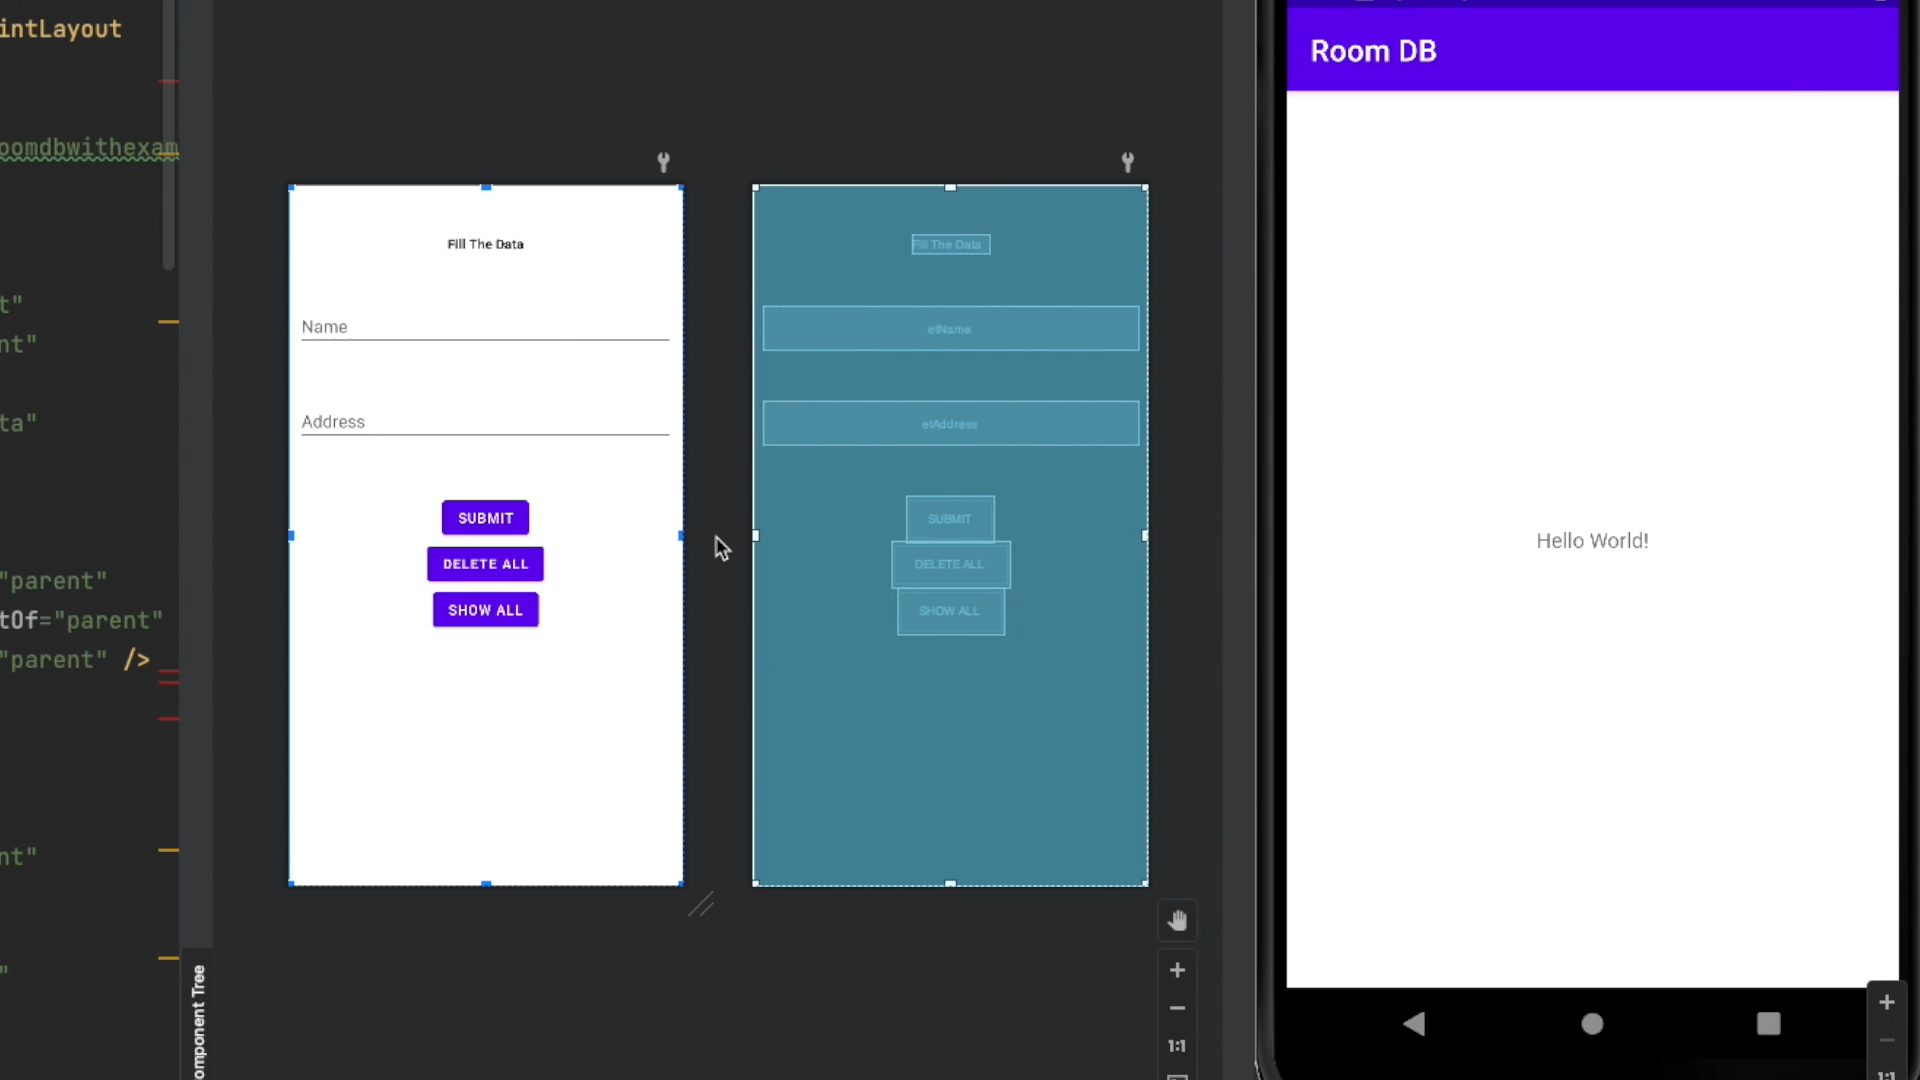 intLayout
oomdbwithexam
t"
nt"
ta"
"parent"
tOf="parent"
"parent" />
nt"
"
omponent Tree
Fill The Data
Name
Address
SUBMIT
DELETE ALL
SHOW ALL
Fill The Data
etName
etAddress
SUBMIT
DELETE ALL
SHOW ALL
1:1
Room DB
Hello World!